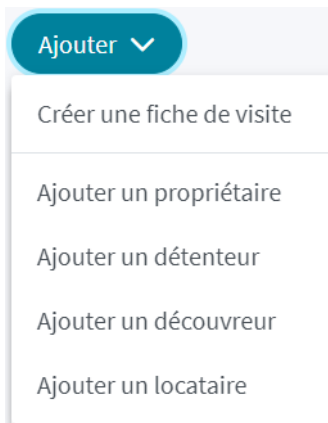 Ajouter
Créer une fiche de visite
Ajouter un propriétaire
Ajouter un détenteur
Ajouter un découvreur
Ajouter un locataire